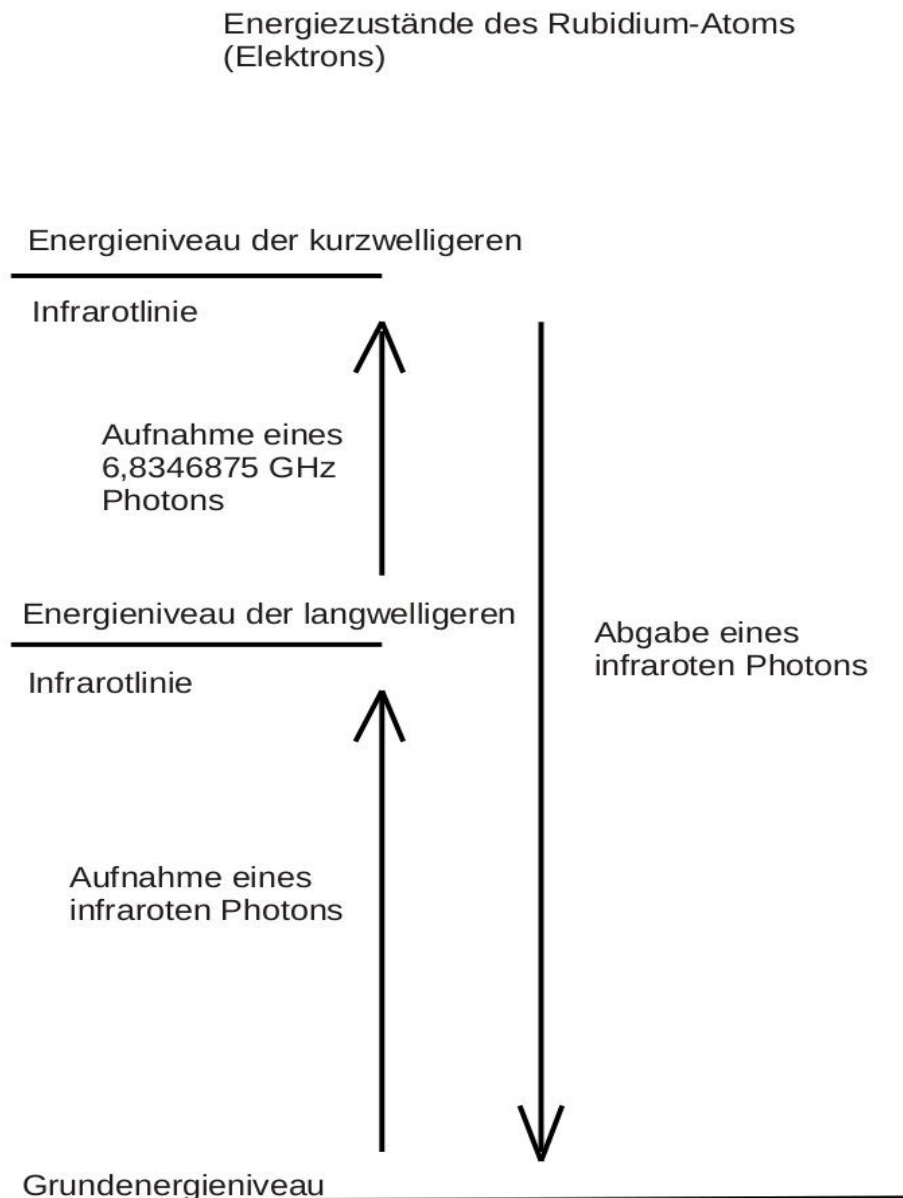 Energiezustände des Rubidium-Atoms
(Elektrons)
Energieniveau der kurzwelligeren
Infrarotlinie
Aufnahme eines
6,8346875 GHz
Photons
Energieniveau der langwelligeren
Infrarotlinie
Abgabe eines
infraroten Photons
Aufnahme eines
infraroten Photons
Grundenergieniveau